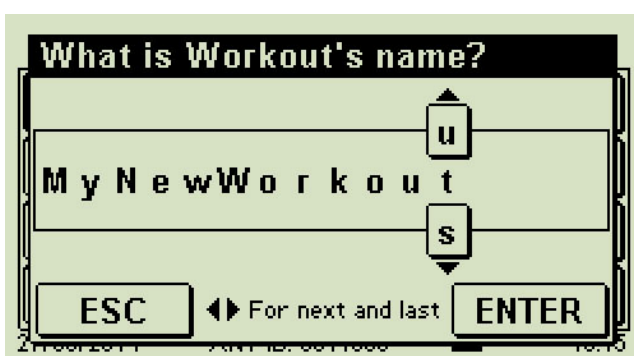 What is Workout's name?
u
MyNewWorkout
s
ESC For next and last ENTER